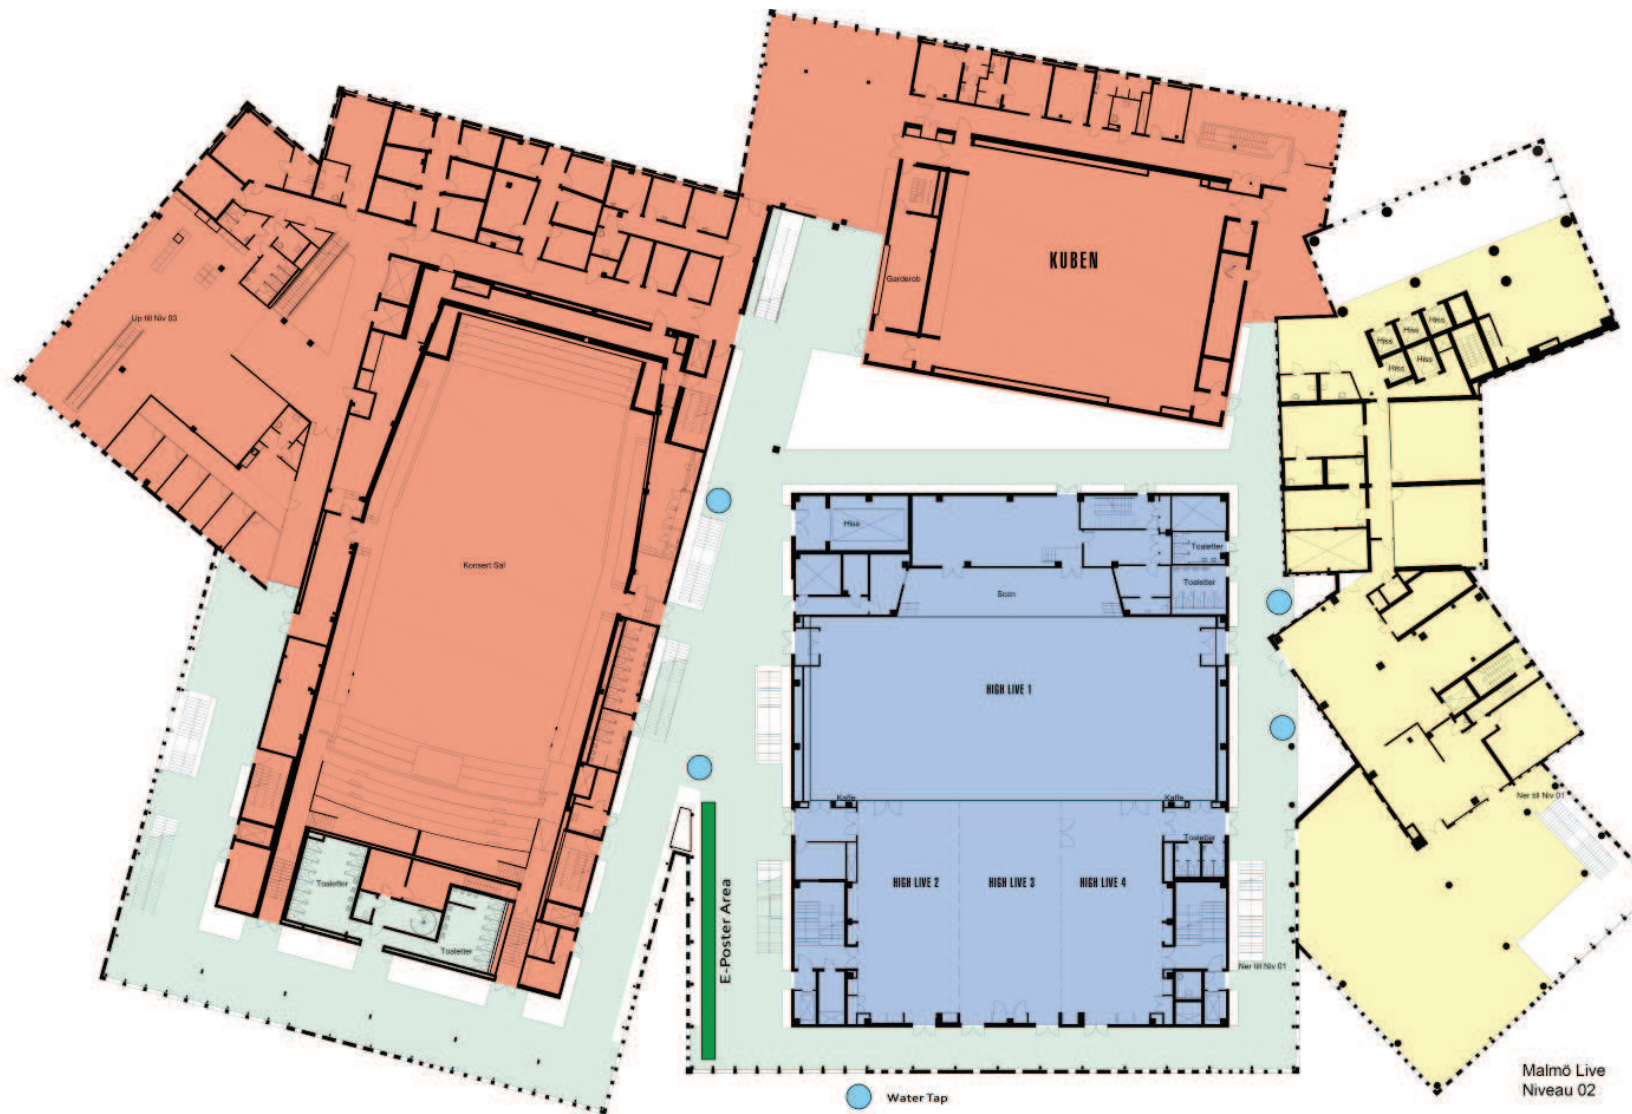 KUBEN
Garderob
Up till Niv 03
Hiss
Hiss
Hiss
Hiss
Hiss
Hiss
Toaletter
Konsert Sal
Toaletter
Scen
HIGH LIVE 1
Kaffe
Kaffe
Ner till Niv 01
Toaletter
HIGH LIVE 2
HIGH LIVE 3
HIGH LIVE 4
Toaletter
E-Poster Area
Toaletter
Ner till Niv 01
Malmö Live
Niveau 02
Water Tap